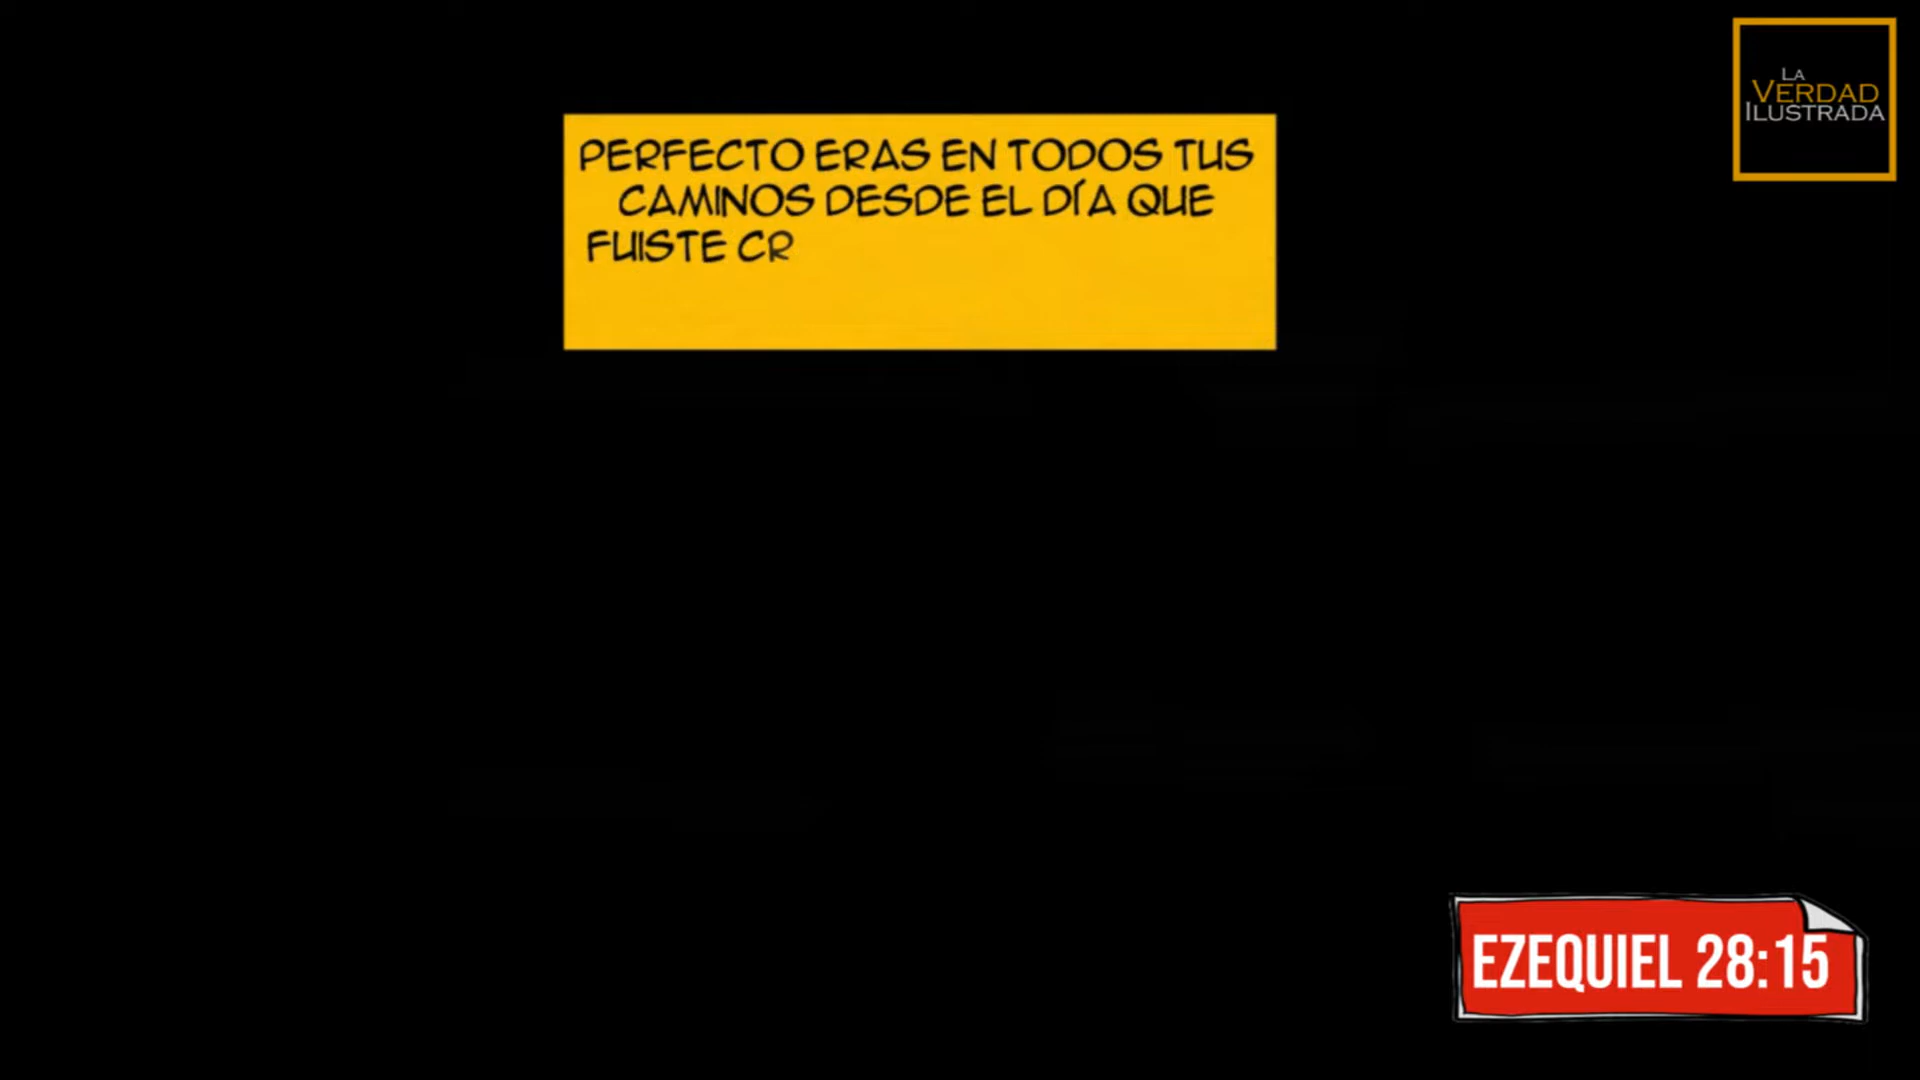 LA
VERDAD
ILUSTRADA
PERFECTO ERAS EN TODOS TUS
CAMINOS DESDE EL DÍA QUE
FUISTE CR
EZEQUIEL 28:15